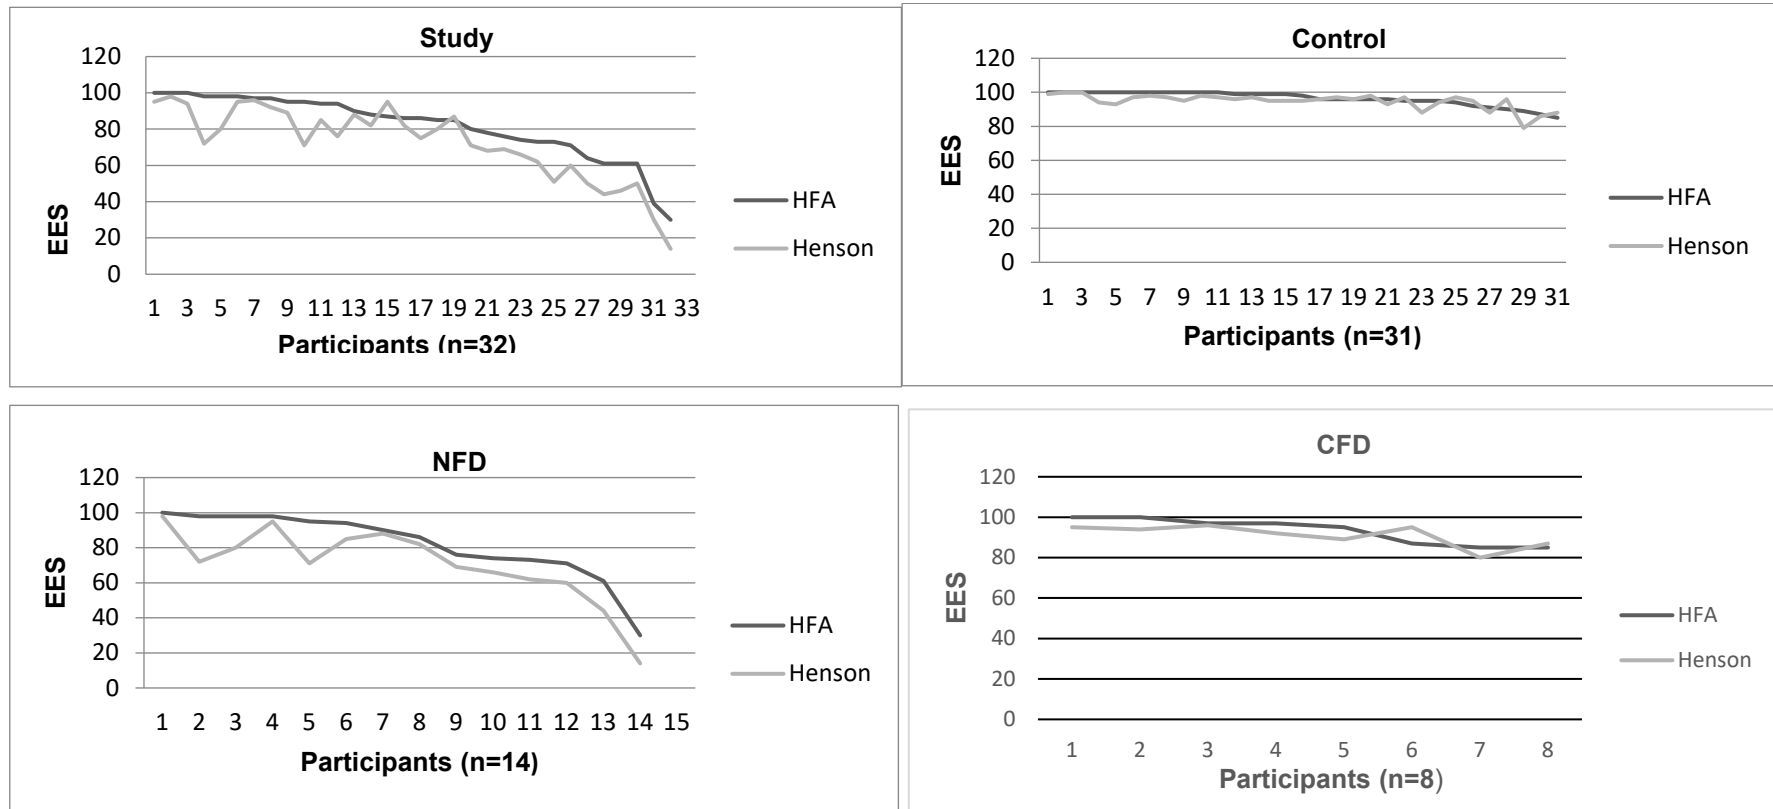 Study
120
100
80
60
40
20
0
EES
HFA
Henson
1 3 5 7 9 11 13 15 17 19 21 23 25 27 29 31 33
Participants (n=32)
Control
120
100
80
60
40
20
0
EES
HFA
Henson
1 3 5 7 9 11 13 15 17 19 21 23 25 27 29 31
Participants (n=31)
NFD
120
100
80
60
40
20
0
EES
HFA
Henson
1 2 3 4 5 6 7 8 9 10 11 12 13 14 15
Participants (n=14)
CFD
120
100
80
60
40
20
0
EES
HFA
Henson
1 2 3 4 5 6 7 8
Participants (n=8)